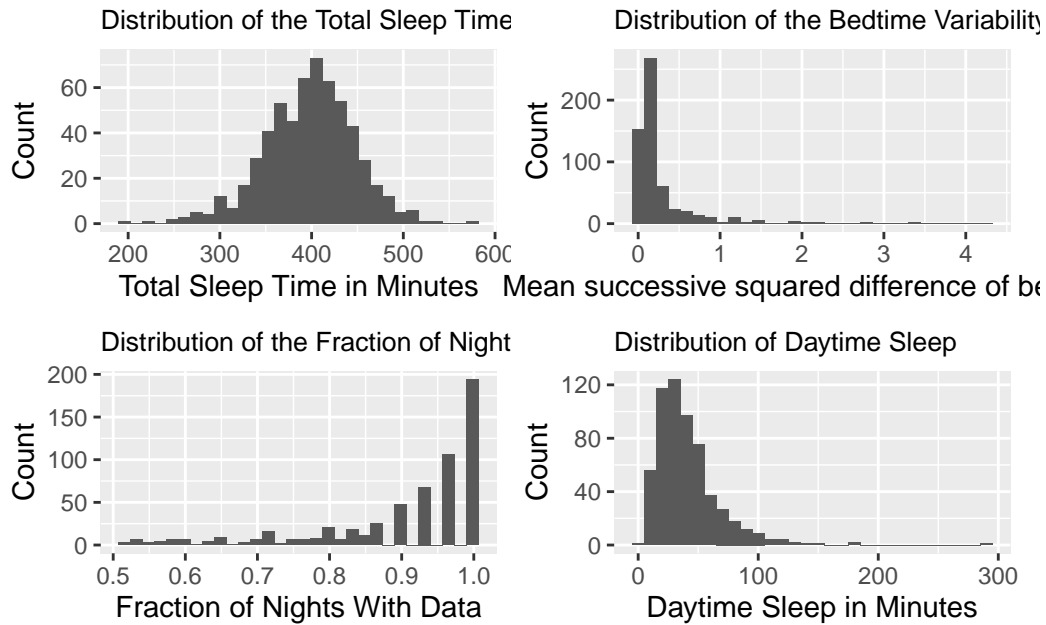 Distribution of the Total Sleep Time
Count
60
40
20
0
200 300 400 500 600
Total Sleep Time in Minutes
Distribution of the Bedtime Variability
Count
200
100
0
0 1 2 3 4
Mean successive squared difference of be
Distribution of the Fraction of Night
Count
200
150
100
50
0
0.5 0.6 0.7 0.8 0.9 1.0
Fraction of Nights With Data
Distribution of Daytime Sleep
Count
120
80
40
0
0 100 200 300
Daytime Sleep in Minutes